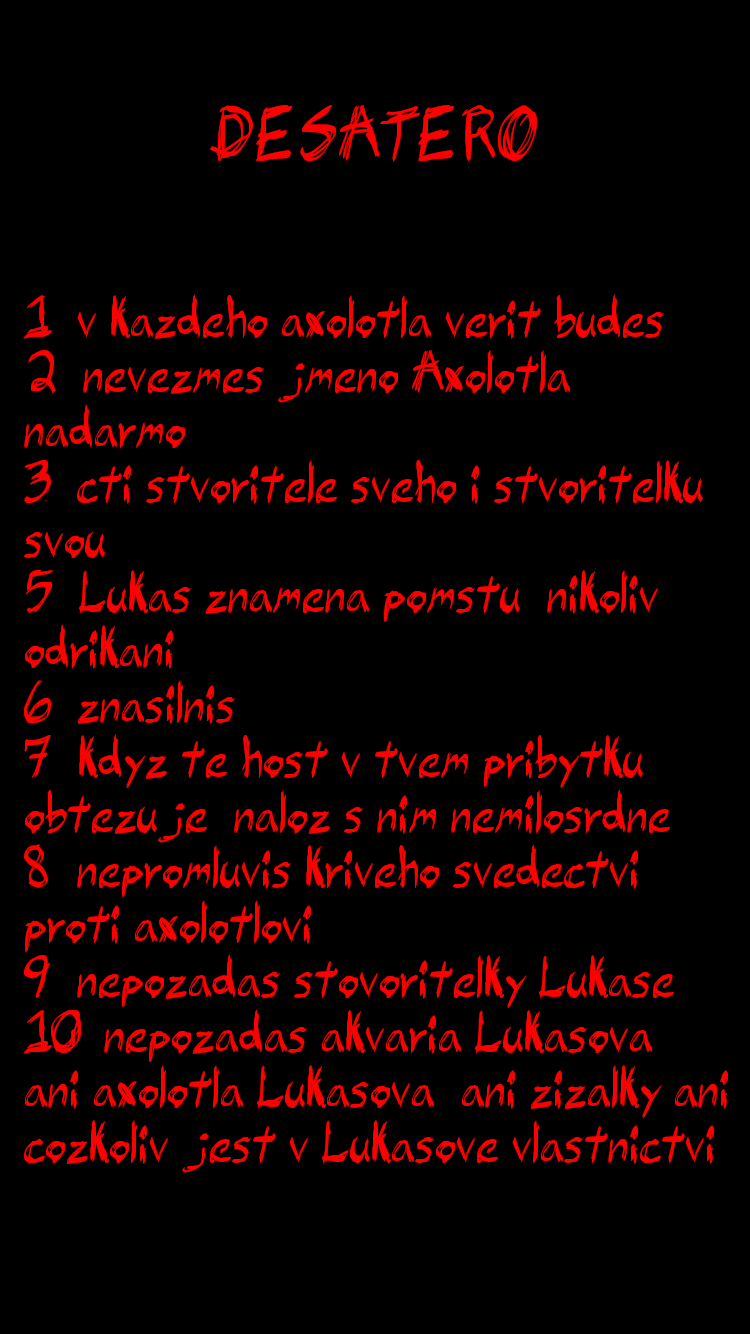 DESATERO
1 v kazdeho axolotla verit budes
2 nevezmes jmeno Axolotla
nadarmo
3 cti stvoritele sveho i stvoritelku
svou
5 Lukas znamena pomstu nikoliv
odrikani
6 znasilnis
7 kdyz te host v tvem pribytku
obtezuje naloz s nim nemilosrdne
8 nepromluvis kriveho svedectvi
proti axolotlovi
9 nepozadas stovoritelky Lukase
10 nepozadas akvaria Lukasova
ani axolotla Lukasova ani zizalky ani
cozkoliv jest v Lukasove vlastnictvi